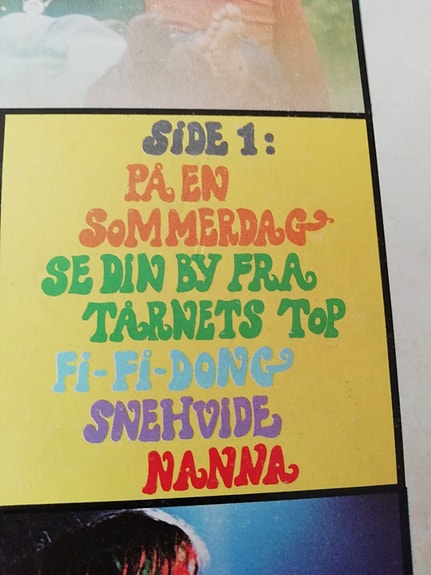 SIDE 1:
PÅ EN
SOMMERDAG
SE DIN BY FRA
TÅRNETS TOP
FI-FI-DONG
SNEHVIDE
NANNA